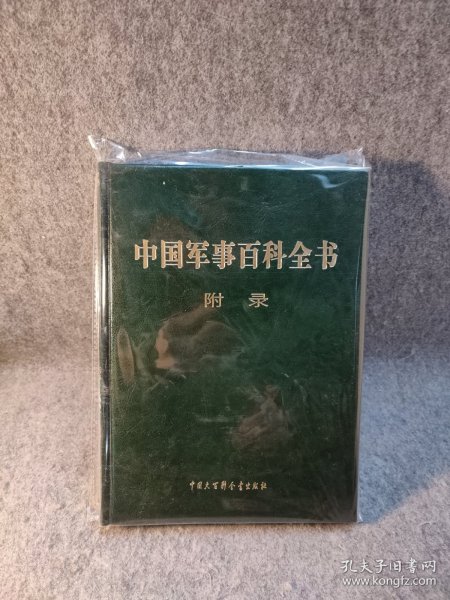 中国军事百科全书
附 录
中国大百科全书出版社
孔夫子旧书网
www.kongfz.com